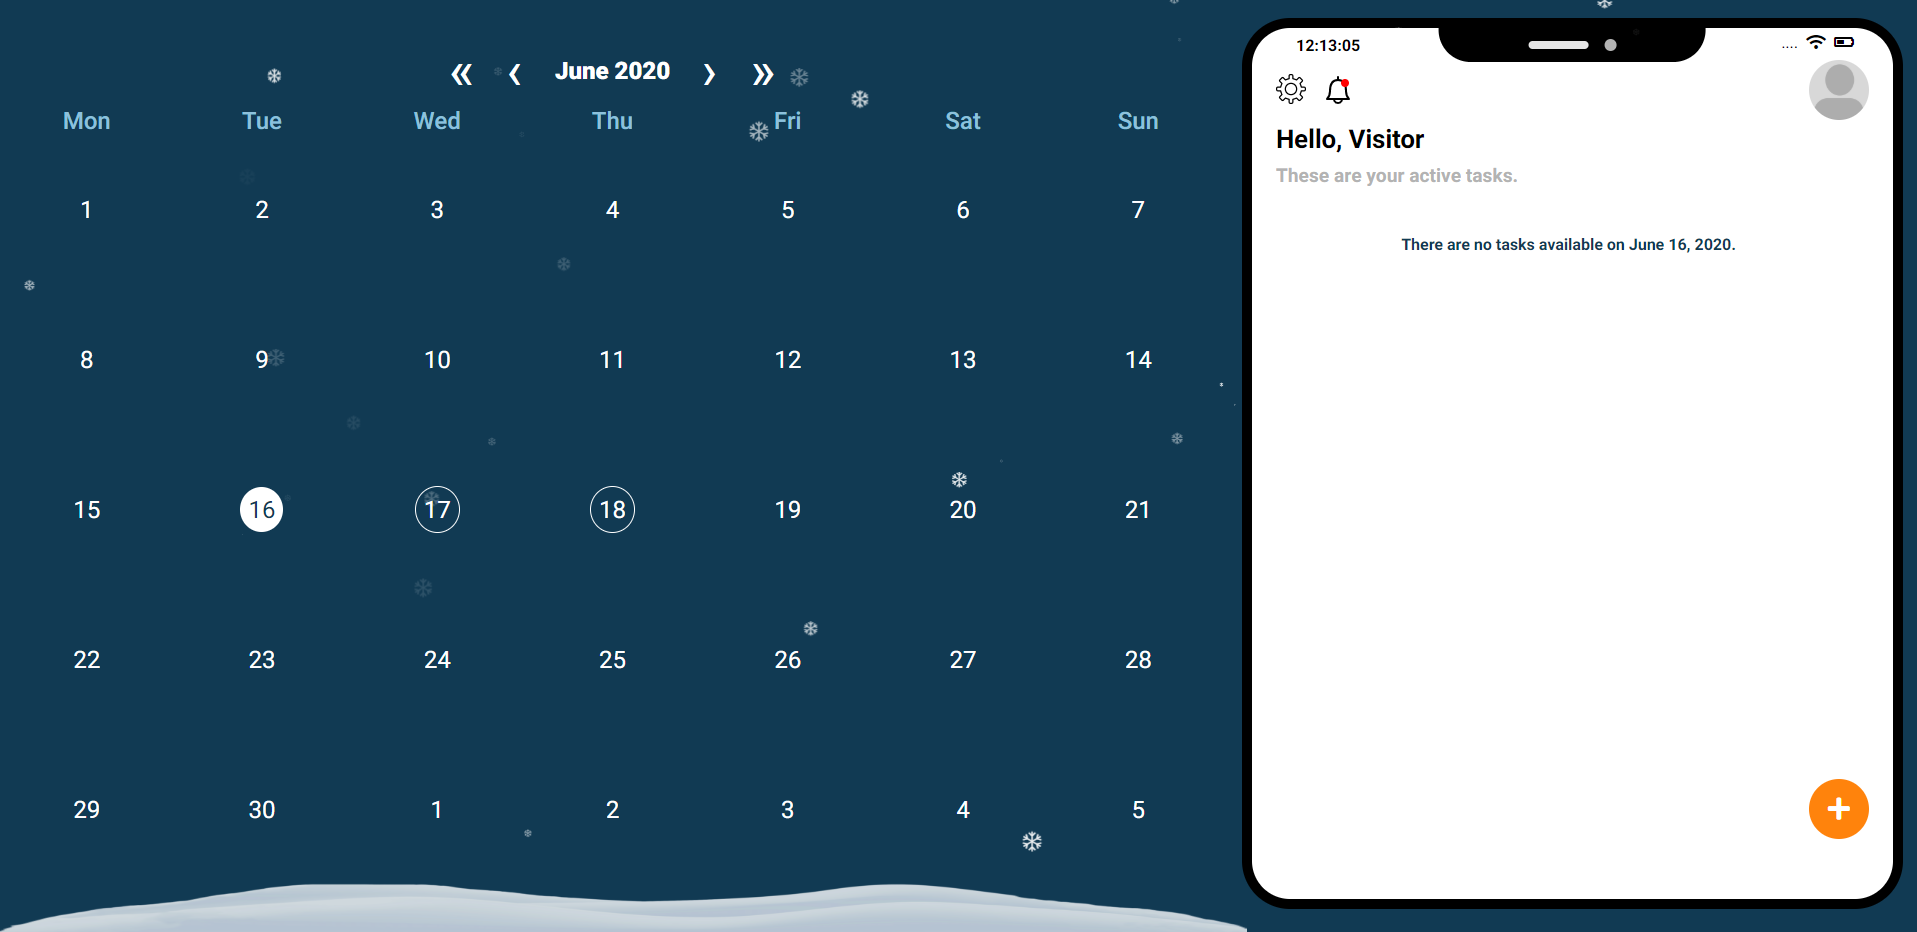 « ‹ June 2020 › »
Mon Tue Wed Thu Fri Sat Sun
1 2 3 4 5 6 7
8 9 10 11 12 13 14
15 16 17 18 19 20 21
22 23 24 25 26 27 28
29 30 1 2 3 4 5
12:13:05
Hello, Visitor
These are your active tasks.
There are no tasks available on June 16, 2020.